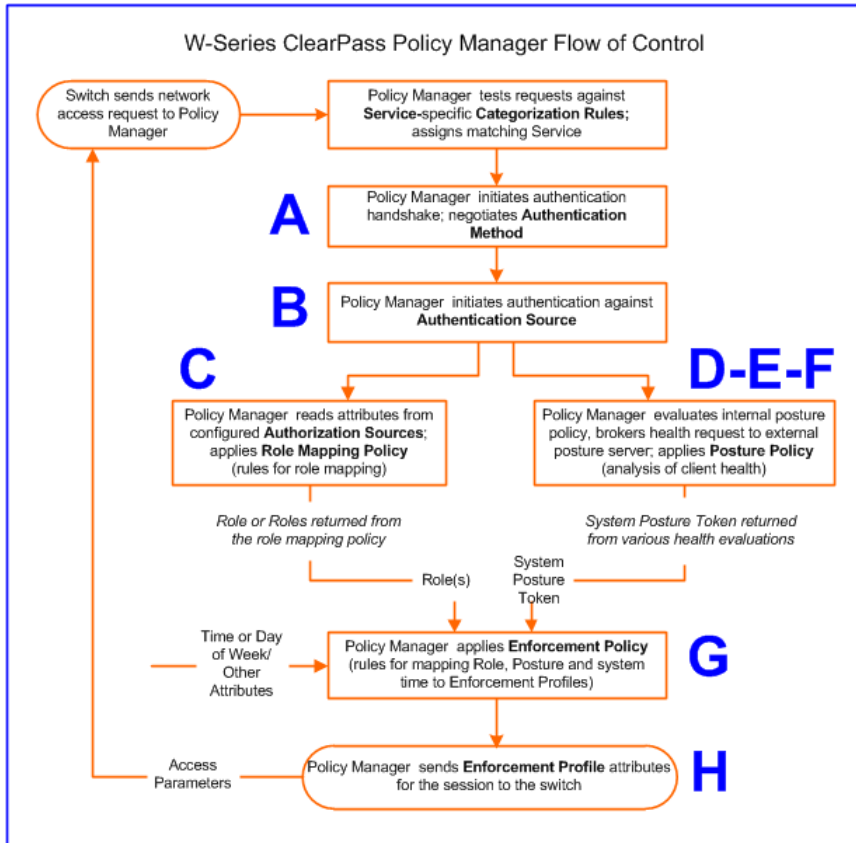 W-Series ClearPass Policy Manager Flow of Control
Switch sends network
access request to Policy
Manager
Policy Manager tests requests against
Service-specific Categorization Rules;
assigns matching Service
A
Policy Manager initiates authentication
handshake; negotiates Authentication
Method
B
Policy Manager initiates authentication against
Authentication Source
C
D-E-F
Policy Manager reads attributes from
configured Authorization Sources;
applies Role Mapping Policy
(rules for role mapping)
Policy Manager evaluates internal posture
policy, brokers health request to external
posture server; applies Posture Policy
(analysis of client health)
Role or Roles returned from
the role mapping policy
System Posture Token returned
from various health evaluations
Role(s)
System
Posture
Token
Time or Day
of Week/
Other
Attributes
Policy Manager applies Enforcement Policy
(rules for mapping Role, Posture and system
time to Enforcement Profiles)
G
Access
Parameters
Policy Manager sends Enforcement Profile attributes
for the session to the switch
H